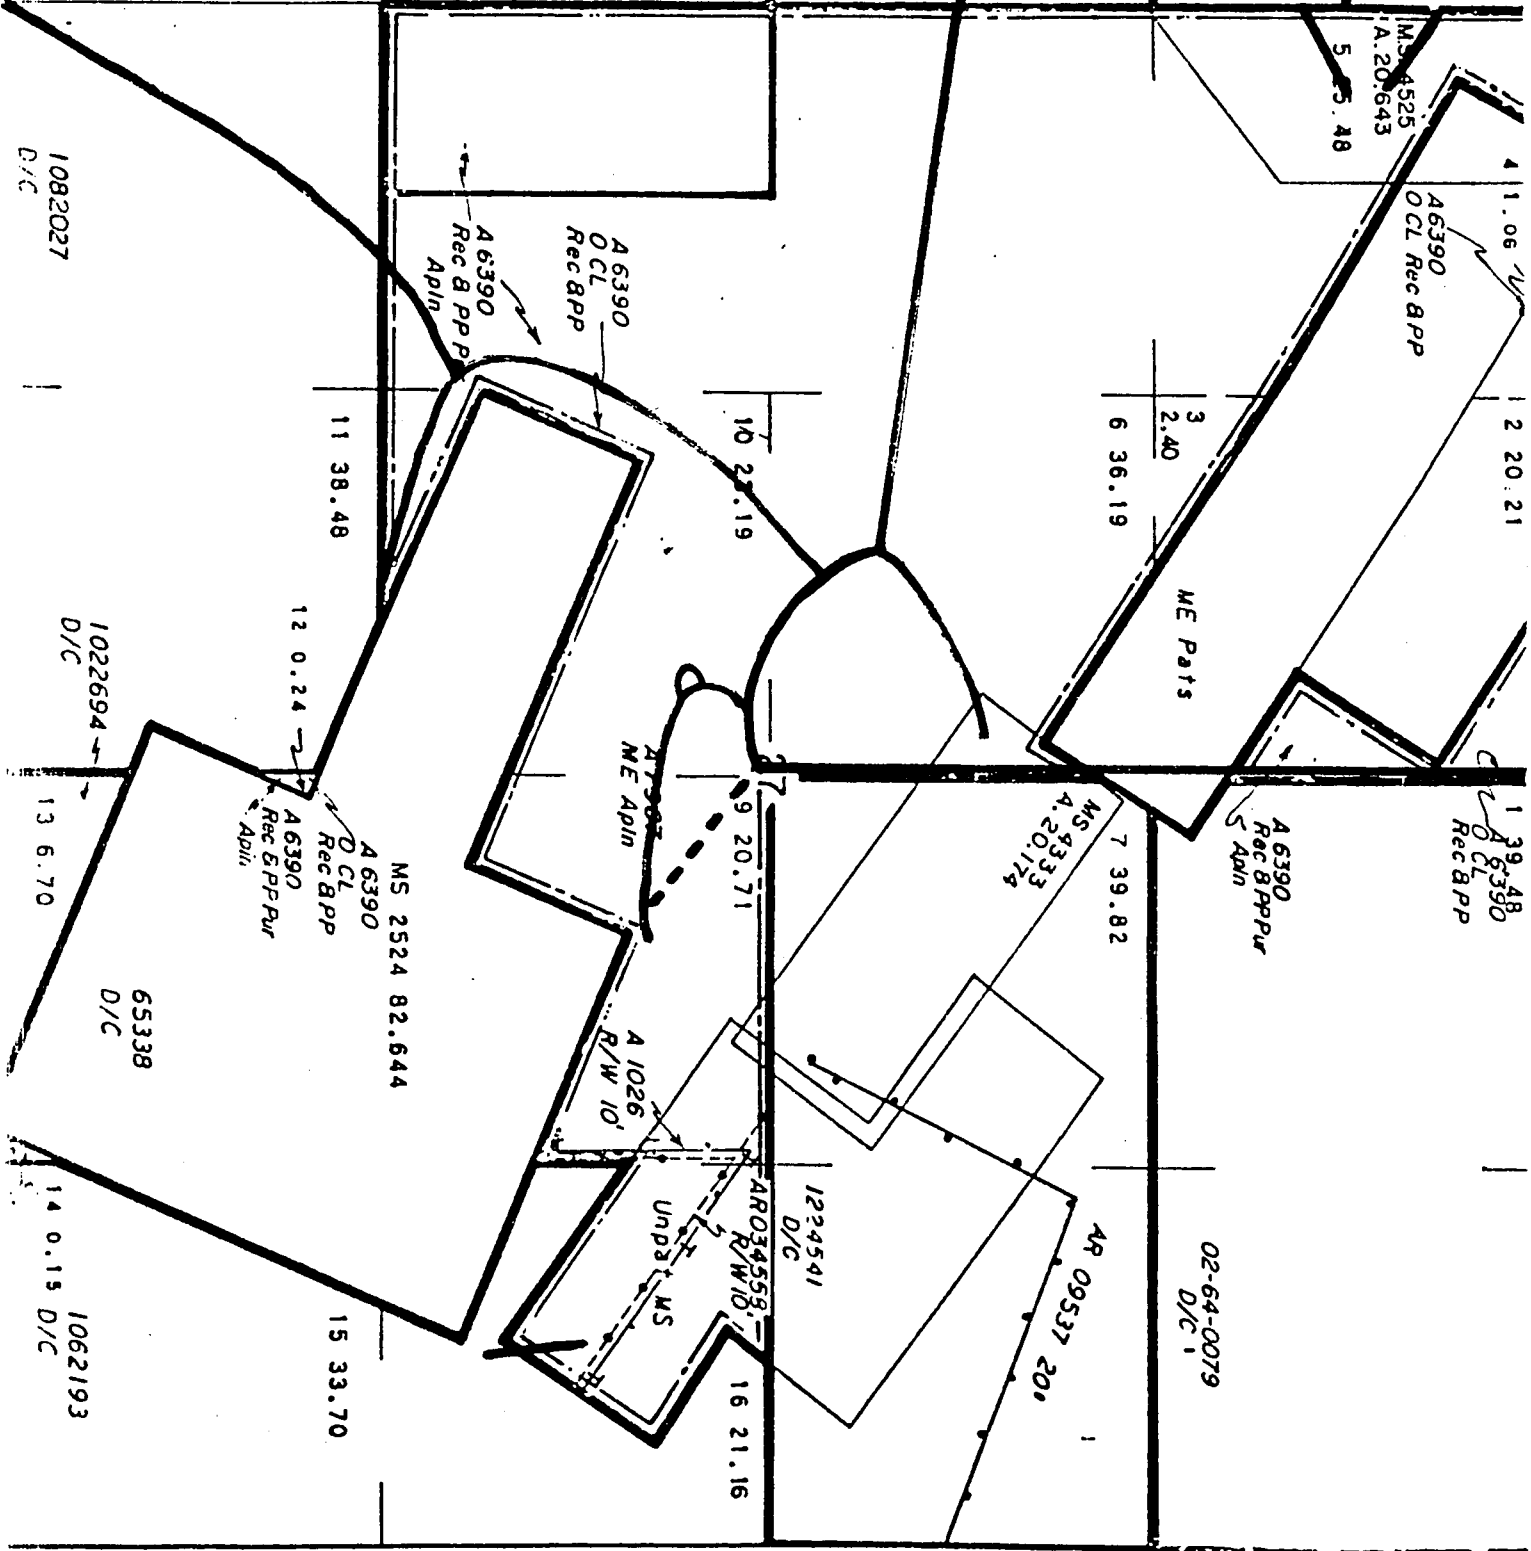 M.S. 4525
A. 20.643
5 5.48
4 1.06
A6390
O CL Rec & PP
2 20.21
3
2.40
6 36.19
ME Pats
1 39.48
A 6390
O CL
Rec & PP
A 6390
Rec & PP Pur
Apln
A 6390
O CL
Rec & PP
A 6390
Rec & PP P
Apln
10 27.19
MS 4333
A. 20.174
7 39.82
02-64-0079
D/C
AR 09537 20'
1224541
D/C
9 20.71
ME Apln
AR034559
R/W 10'
A 1026
R/W 10'
Unpat MS
16 21.16
1082027
D/C
11 38.48
12 0.24
1022694
D/C
A 6390
O CL
Rec & PP
A 6390
Rec & PP Pur
Apln
MS 2524 82.644
13 6.70
65338
D/C
15 33.70
14 0.15
1062193
D/C